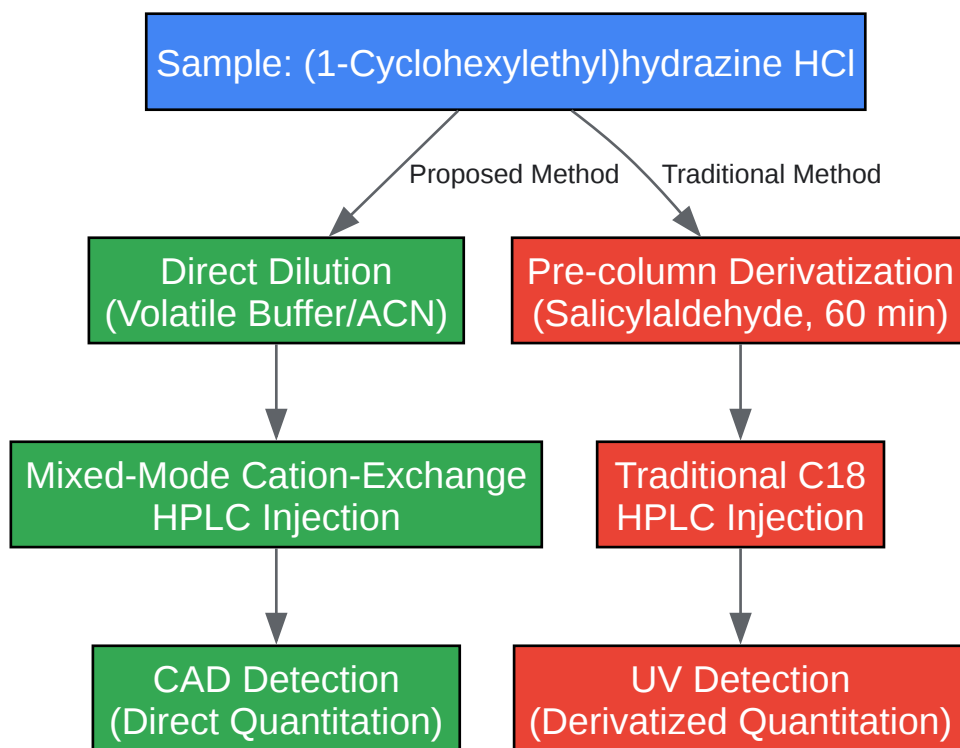 Sample: (1-Cyclohexylethyl)hydrazine HCl
Proposed Method
Traditional Method
Direct Dilution
(Volatile Buffer/ACN)
Pre-column Derivatization
(Salicylaldehyde, 60 min)
Mixed-Mode Cation-Exchange
HPLC Injection
Traditional C18
HPLC Injection
CAD Detection
(Direct Quantitation)
UV Detection
(Derivatized Quantitation)